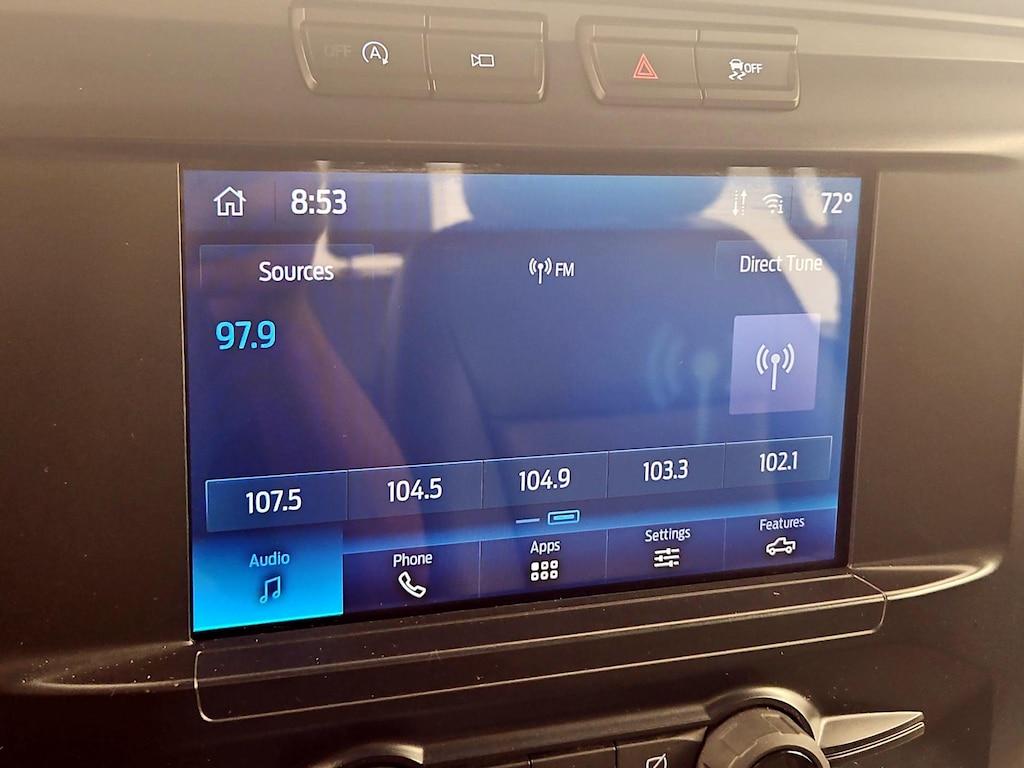 OFF A
OFF
8:53 72°
Sources FM Direct Tune
97.9
107.5 104.5 104.9 103.3 102.1
Audio Phone Apps Settings Features